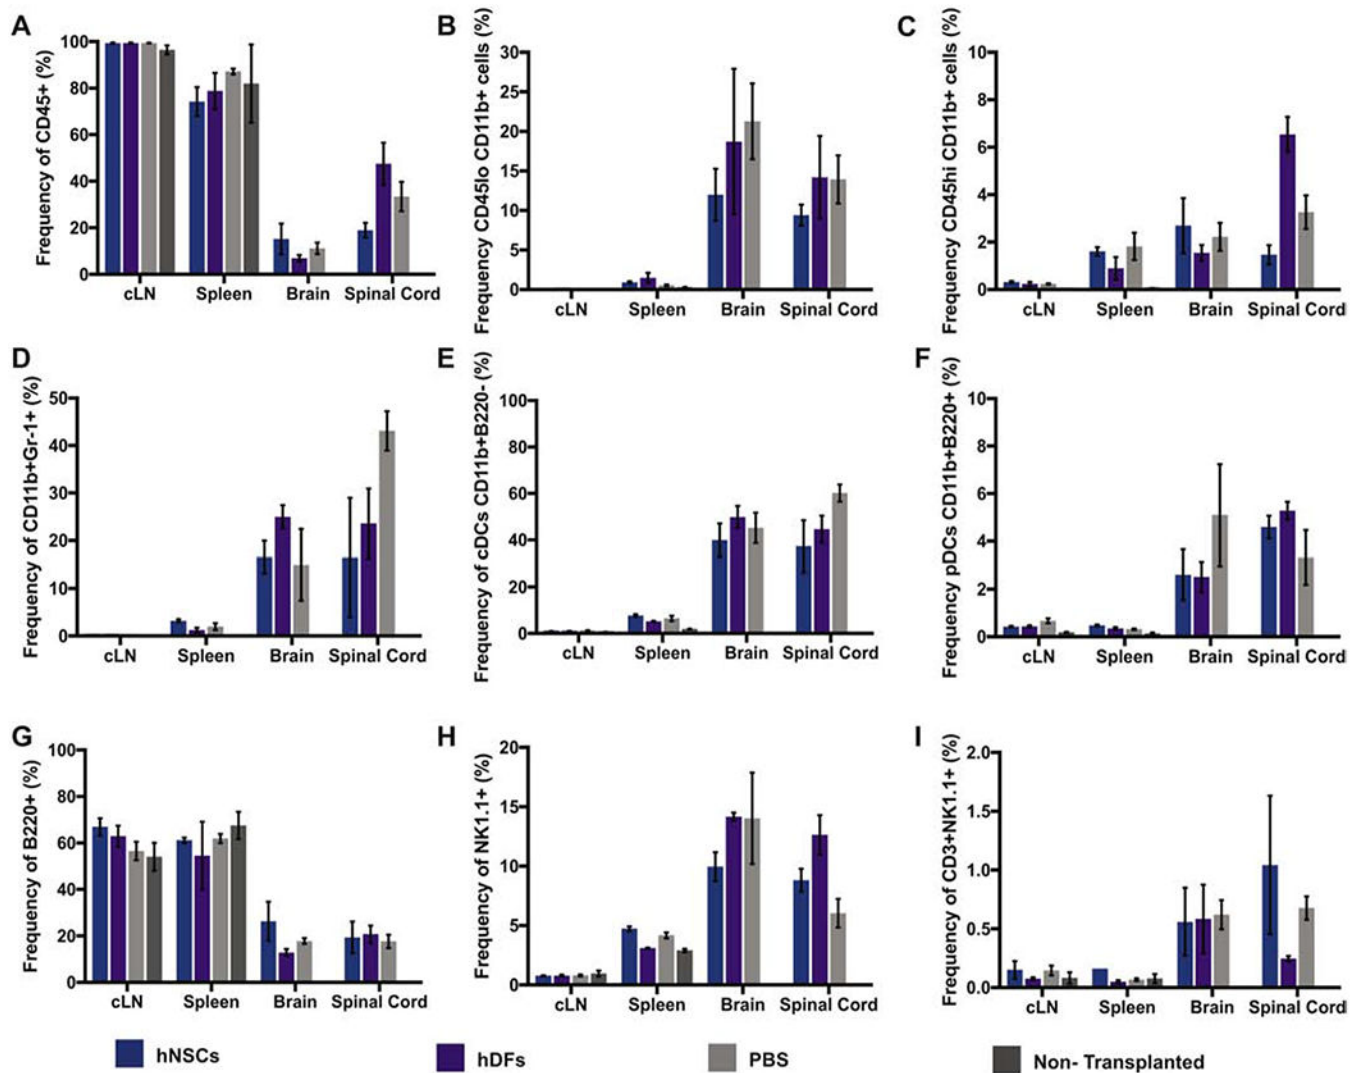 A
Frequency of CD45+ (%)
100
80
60
40
20
0
cLN Spleen Brain Spinal Cord
B
Frequency CD45lo CD11b+ cells (%)
30
25
20
15
10
5
0
cLN Spleen Brain Spinal Cord
C
Frequency CD45hi CD11b+ cells (%)
10
8
6
4
2
0
cLN Spleen Brain Spinal Cord
D
Frequency of CD11b+Gr-1+ (%)
50
40
30
20
10
0
cLN Spleen Brain Spinal Cord
E
Frequency of cDCs CD11b+B220- (%)
100
80
60
40
20
0
cLN Spleen Brain Spinal Cord
F
Frequency pDCs CD11b+B220+ (%)
10
8
6
4
2
0
cLN Spleen Brain Spinal Cord
G
Frequency of B220+ (%)
100
80
60
40
20
0
cLN Spleen Brain Spinal Cord
H
Frequency of NK1.1+ (%)
20
15
10
5
0
cLN Spleen Brain Spinal Cord
I
Frequency of CD3+NK1.1+ (%)
2.0
1.5
1.0
0.5
0.0
cLN Spleen Brain Spinal Cord
hNSCs hDFs PBS Non- Transplanted